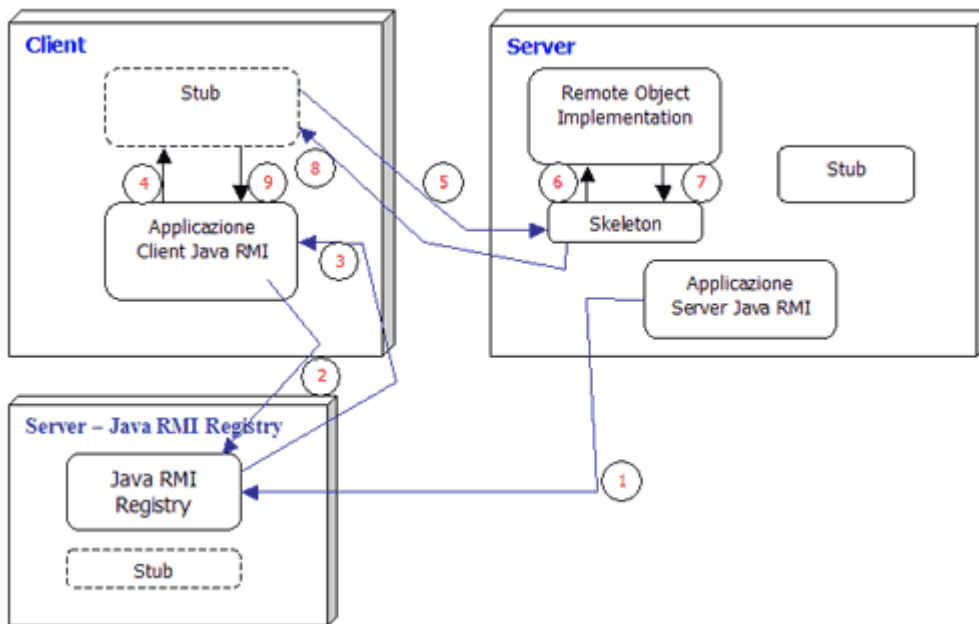 Client
Stub
4
9
8
Applicazione
Client Java RMI
3
5
Server
Remote Object
Implementation
6
7
Stub
Skeleton
Applicazione
Server Java RMI
2
Server – Java RMI Registry
Java RMI
Registry
1
Stub